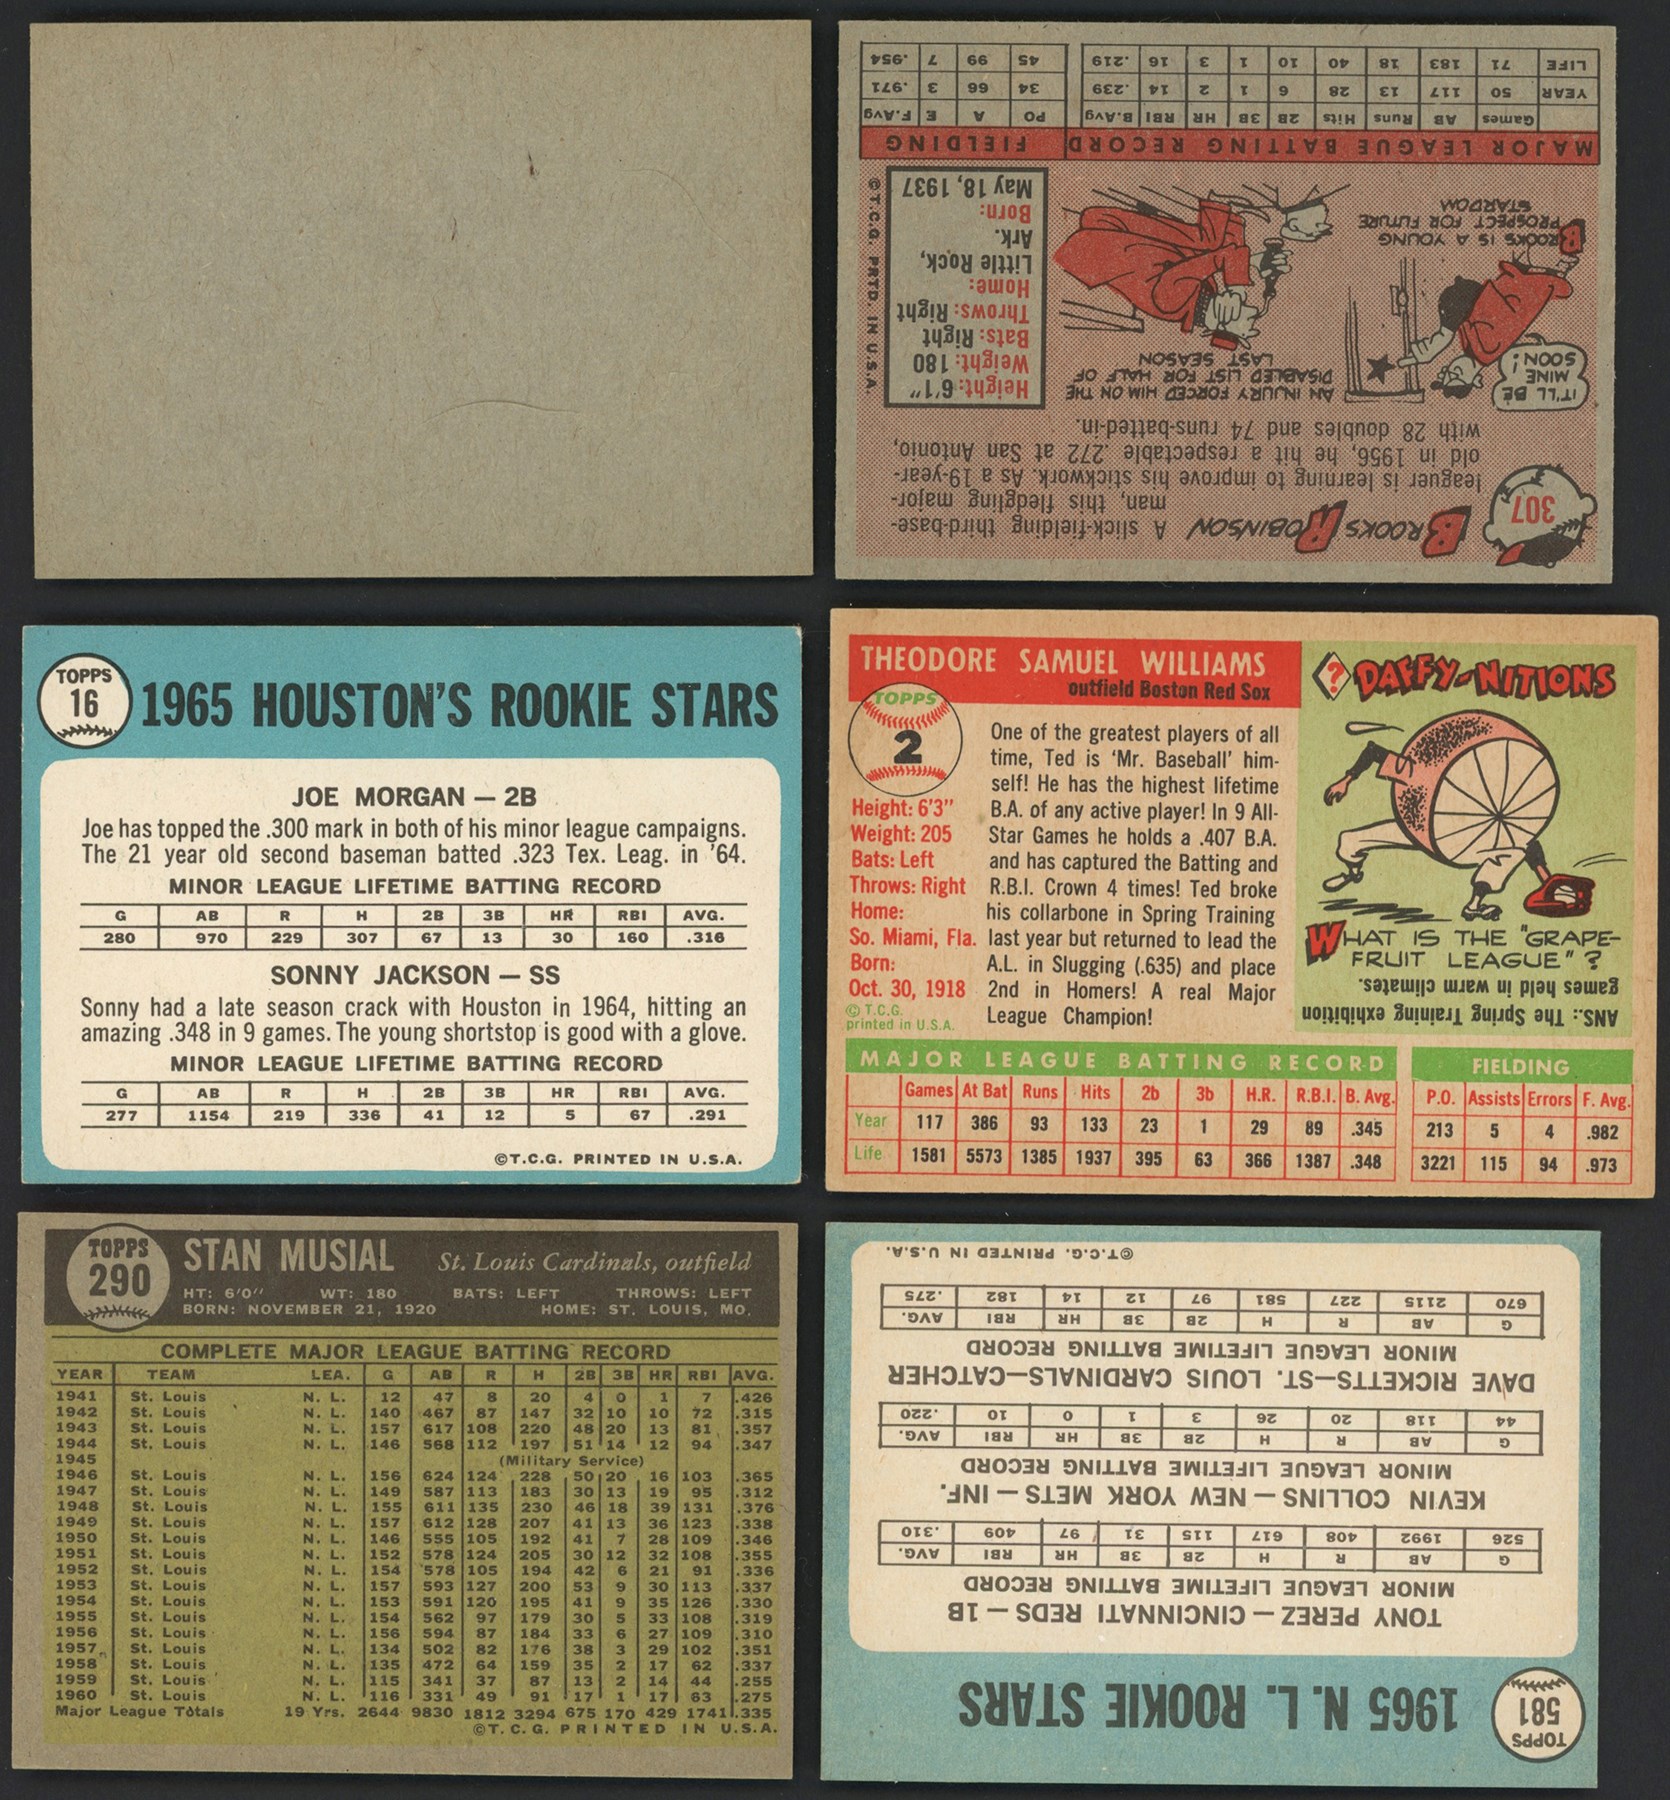 LIFE 71 183 18 40 10 1 3 16 .219 45 99 7 .954
YEAR 50 117 13 28 6 1 2 14 .239 34 66 3 .971
Games AB Runs Hits 2B 3B HR RBI B.Avg PO A E F.Avg
MAJOR LEAGUE BATTING RECORD FIELDING
BROOKS IS A YOUNG
PROSPECT FOR FUTURE
STARDOM
IT'LL BE
MINE
SOON!
AN INJURY FORCED HIM ON THE
DISABLED LIST FOR HALF OF
LAST SEASON
Height: 6'1"
Weight: 180
Bats: Right
Throws: Right
Home:
Little Rock,
Ark.
Born:
May 18, 1937
© T.C.G. PRTD. IN U.S.A.
307
BROOKS ROBINSON A slick-fielding third-base-
man, this fledgling major-
leaguer is learning to improve his stickwork. As a 19-year-
old in 1956, he hit a respectable .272 at San Antonio,
with 28 doubles and 74 runs-batted-in.
TOPPS
16
1965 HOUSTON'S ROOKIE STARS
JOE MORGAN — 2B
Joe has topped the .300 mark in both of his minor league campaigns.
The 21 year old second baseman batted .323 Tex. Leag. in '64.
MINOR LEAGUE LIFETIME BATTING RECORD
G AB R H 2B 3B HR RBI AVG.
280 970 229 307 67 13 30 160 .316
SONNY JACKSON — SS
Sonny had a late season crack with Houston in 1964, hitting an
amazing .348 in 9 games. The young shortstop is good with a glove.
MINOR LEAGUE LIFETIME BATTING RECORD
G AB R H 2B 3B HR RBI AVG.
277 1154 219 336 41 12 5 67 .291
©T.C.G. PRINTED IN U.S.A.
THEODORE SAMUEL WILLIAMS
outfield Boston Red Sox
TOPPS
2
Height: 6'3"
Weight: 205
Bats: Left
Throws: Right
Home:
So. Miami, Fla.
Born:
Oct. 30, 1918
© T.C.G.
printed in U.S.A.
One of the greatest players of all
time, Ted is 'Mr. Baseball' him-
self! He has the highest lifetime
B.A. of any active player! In 9 All-
Star Games he holds a .407 B.A.
and has captured the Batting and
R.B.I. Crown 4 times! Ted broke
his collarbone in Spring Training
last year but returned to lead the
A.L. in Slugging (.635) and place
2nd in Homers! A real Major
League Champion!
? DAFFY-NITIONS
WHAT IS THE "GRAPE-
FRUIT LEAGUE"?
ANS.: The Spring Training exhibition
games held in warm climates.
MAJOR LEAGUE BATTING RECORD FIELDING
Games At Bat Runs Hits 2b 3b H.R. R.B.I. B. Avg. P.O. Assists Errors F. Avg.
Year 117 386 93 133 23 1 29 89 .345 213 5 4 .982
Life 1581 5573 1385 1937 395 63 366 1387 .348 3221 115 94 .973
TOPPS
290
STAN MUSIAL St. Louis Cardinals, outfield
HT: 6'0" WT: 180 BATS: LEFT THROWS: LEFT
BORN: NOVEMBER 21, 1920 HOME: ST. LOUIS, MO.
COMPLETE MAJOR LEAGUE BATTING RECORD
YEAR TEAM LEA. G AB R H 2B 3B HR RBI AVG.
1941 St. Louis N. L. 12 47 8 20 4 0 1 7 .426
1942 St. Louis N. L. 140 467 87 147 32 10 10 72 .315
1943 St. Louis N. L. 157 617 108 220 48 20 13 81 .357
1944 St. Louis N. L. 146 568 112 197 51 14 12 94 .347
1945 (Military Service)
1946 St. Louis N. L. 156 624 124 228 50 20 16 103 .365
1947 St. Louis N. L. 149 587 113 183 30 13 19 95 .312
1948 St. Louis N. L. 155 611 135 230 46 18 39 131 .376
1949 St. Louis N. L. 157 612 128 207 41 13 36 123 .338
1950 St. Louis N. L. 146 555 105 192 41 7 28 109 .346
1951 St. Louis N. L. 152 578 124 205 30 12 32 108 .355
1952 St. Louis N. L. 154 578 105 194 42 6 21 91 .336
1953 St. Louis N. L. 157 593 127 200 53 9 30 113 .337
1954 St. Louis N. L. 153 591 120 195 41 9 35 126 .330
1955 St. Louis N. L. 154 562 97 179 30 5 33 108 .319
1956 St. Louis N. L. 156 594 87 184 33 6 27 109 .310
1957 St. Louis N. L. 134 502 82 176 38 3 29 102 .351
1958 St. Louis N. L. 135 472 64 159 35 2 17 62 .337
1959 St. Louis N. L. 115 341 37 87 13 2 14 44 .255
1960 St. Louis N. L. 116 331 49 91 17 1 17 63 .275
Major League Totals 19 Yrs. 2644 9830 1812 3294 675 170 429 1741 .335
©T.C.G. PRINTED IN U.S.A.
TOPPS
581
1965 N. L. ROOKIE STARS
TONY PEREZ — CINCINNATI REDS — 1B
MINOR LEAGUE LIFETIME BATTING RECORD
G AB R H 2B 3B HR RBI AVG.
526 1992 408 617 115 31 97 409 .310
KEVIN COLLINS — NEW YORK METS — INF.
MINOR LEAGUE LIFETIME BATTING RECORD
G AB R H 2B 3B HR RBI AVG.
44 118 20 26 3 1 0 10 .220
DAVE RICKETTS—ST. LOUIS CARDINALS—CATCHER
MINOR LEAGUE LIFETIME BATTING RECORD
G AB R H 2B 3B HR RBI AVG.
670 2115 227 581 97 12 14 182 .275
©T.C.G. PRINTED IN U.S.A.